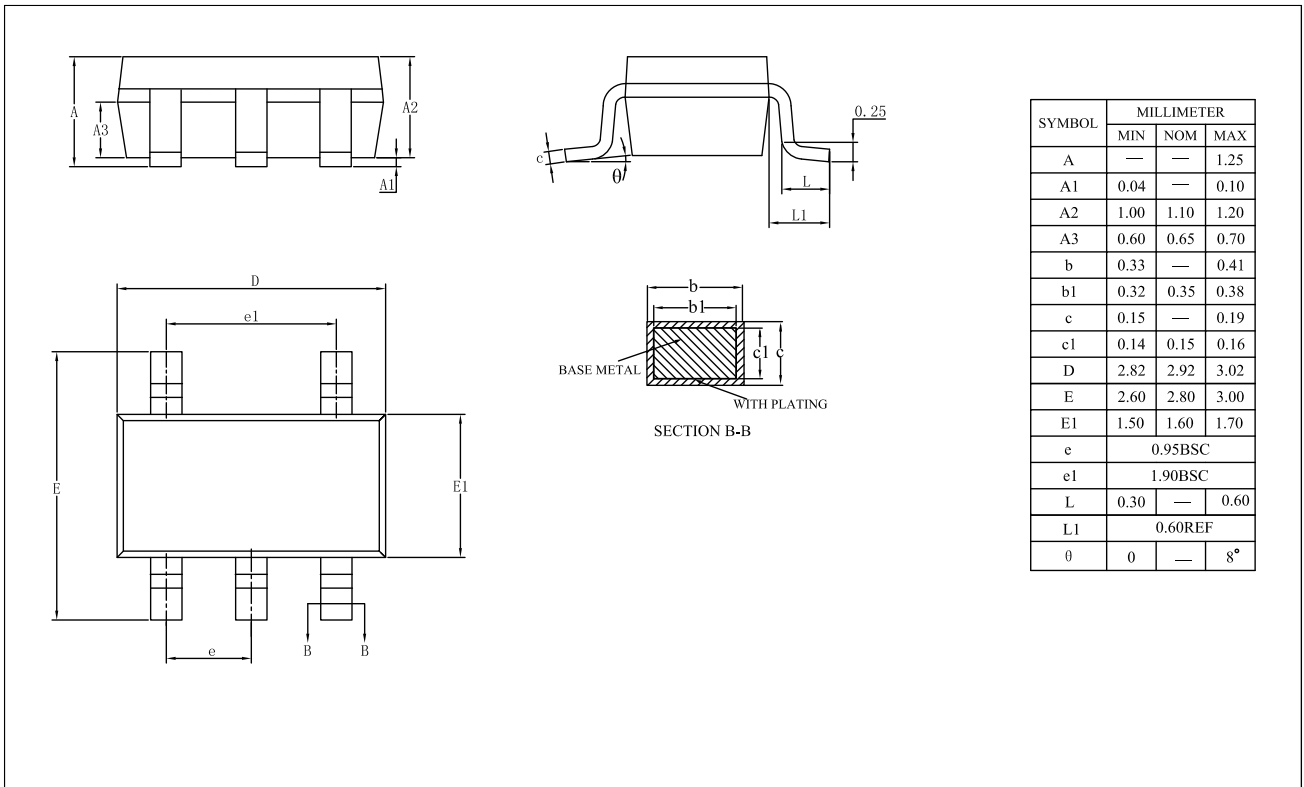 A
A3
A2
A1
c
θ
0.25
L
L1
D
e1
E
E1
e
B
B
b
b1
c1
c
BASE METAL
WITH PLATING
SECTION B-B
SYMBOL MILLIMETER
MIN NOM MAX
A — — 1.25
A1 0.04 — 0.10
A2 1.00 1.10 1.20
A3 0.60 0.65 0.70
b 0.33 — 0.41
b1 0.32 0.35 0.38
c 0.15 — 0.19
c1 0.14 0.15 0.16
D 2.82 2.92 3.02
E 2.60 2.80 3.00
E1 1.50 1.60 1.70
e 0.95BSC
e1 1.90BSC
L 0.30 — 0.60
L1 0.60REF
θ 0 — 8°